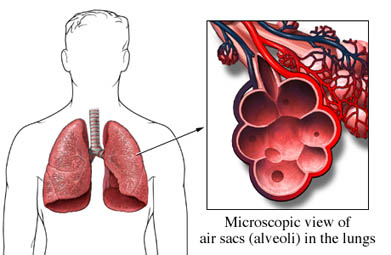 Microscopic view of
air sacs (alveoli) in the lungs